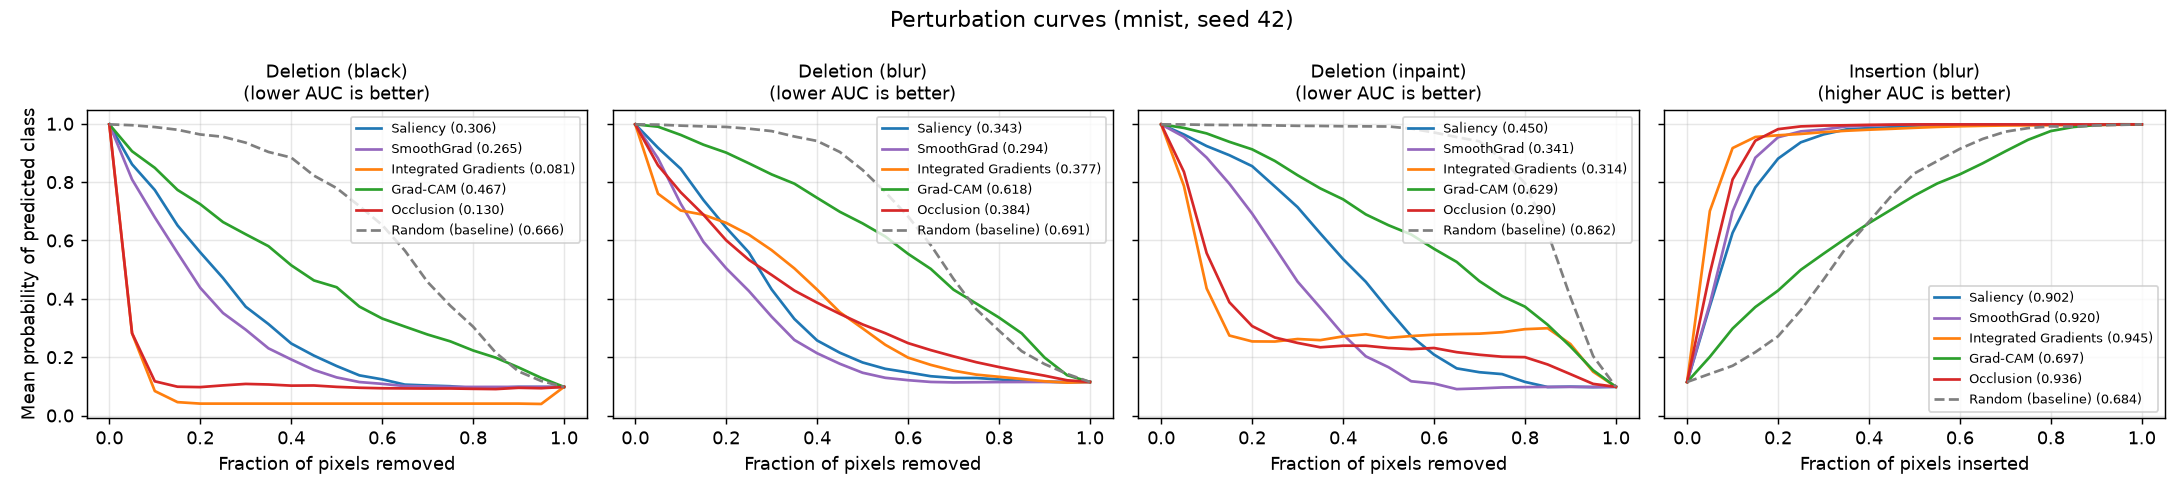 Perturbation curves (mnist, seed 42)
Deletion (black)
(lower AUC is better)
Mean probability of predicted class
1.0
0.8
0.6
0.4
0.2
0.0
Saliency (0.306)
SmoothGrad (0.265)
Integrated Gradients (0.081)
Grad-CAM (0.467)
Occlusion (0.130)
Random (baseline) (0.666)
0.0 0.2 0.4 0.6 0.8 1.0
Fraction of pixels removed
Deletion (blur)
(lower AUC is better)
Saliency (0.343)
SmoothGrad (0.294)
Integrated Gradients (0.377)
Grad-CAM (0.618)
Occlusion (0.384)
Random (baseline) (0.691)
0.0 0.2 0.4 0.6 0.8 1.0
Fraction of pixels removed
Deletion (inpaint)
(lower AUC is better)
Saliency (0.450)
SmoothGrad (0.341)
Integrated Gradients (0.314)
Grad-CAM (0.629)
Occlusion (0.290)
Random (baseline) (0.862)
0.0 0.2 0.4 0.6 0.8 1.0
Fraction of pixels removed
Insertion (blur)
(higher AUC is better)
Saliency (0.902)
SmoothGrad (0.920)
Integrated Gradients (0.945)
Grad-CAM (0.697)
Occlusion (0.936)
Random (baseline) (0.684)
0.0 0.2 0.4 0.6 0.8 1.0
Fraction of pixels inserted